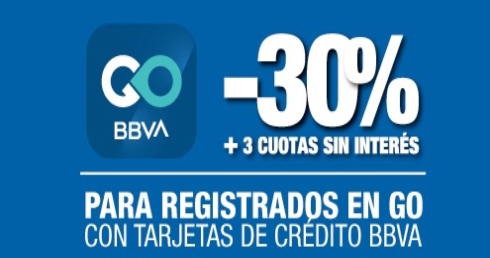 GO
BBVA
-30%
+ 3 CUOTAS SIN INTERÉS
PARA REGISTRADOS EN GO
CON TARJETAS DE CRÉDITO BBVA